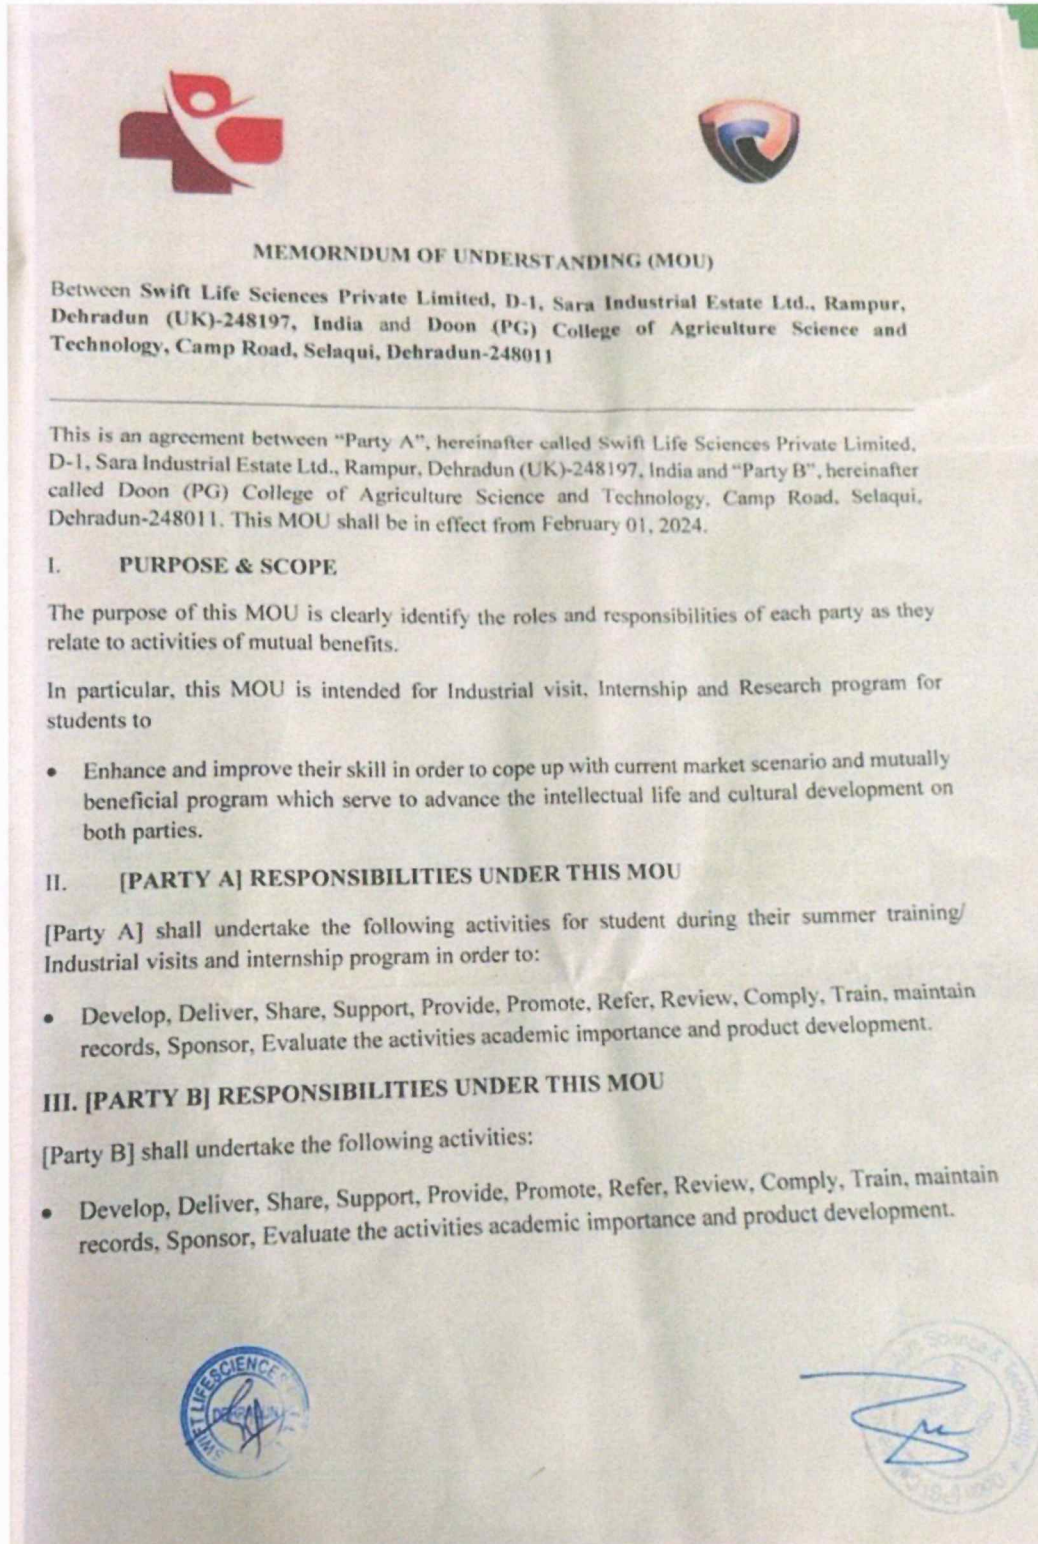 MEMORNDUM OF UNDERSTANDING (MOU)
Between Swift Life Sciences Private Limited, D-1, Sara Industrial Estate Ltd., Rampur,
Dehradun (UK)-248197, India and Doon (PG) College of Agriculture Science and
Technology, Camp Road, Selaqui, Dehradun-248011
This is an agreement between “Party A”, hereinafter called Swift Life Sciences Private Limited,
D-1, Sara Industrial Estate Ltd., Rampur, Dehradun (UK)-248197, India and “Party B”, hereinafter
called Doon (PG) College of Agriculture Science and Technology, Camp Road, Selaqui,
Dehradun-248011. This MOU shall be in effect from February 01, 2024.
I. PURPOSE & SCOPE
The purpose of this MOU is clearly identify the roles and responsibilities of each party as they
relate to activities of mutual benefits.
In particular, this MOU is intended for Industrial visit, Internship and Research program for
students to
• Enhance and improve their skill in order to cope up with current market scenario and mutually
beneficial program which serve to advance the intellectual life and cultural development on
both parties.
II. [PARTY A] RESPONSIBILITIES UNDER THIS MOU
[Party A] shall undertake the following activities for student during their summer training/
Industrial visits and internship program in order to:
• Develop, Deliver, Share, Support, Provide, Promote, Refer, Review, Comply, Train, maintain
records, Sponsor, Evaluate the activities academic importance and product development.
III. [PARTY B] RESPONSIBILITIES UNDER THIS MOU
[Party B] shall undertake the following activities:
• Develop, Deliver, Share, Support, Provide, Promote, Refer, Review, Comply, Train, maintain
records, Sponsor, Evaluate the activities academic importance and product development.
SWIFT LIFESCIENCES
DEHRADUN
Science & Technology
Doon (PG)